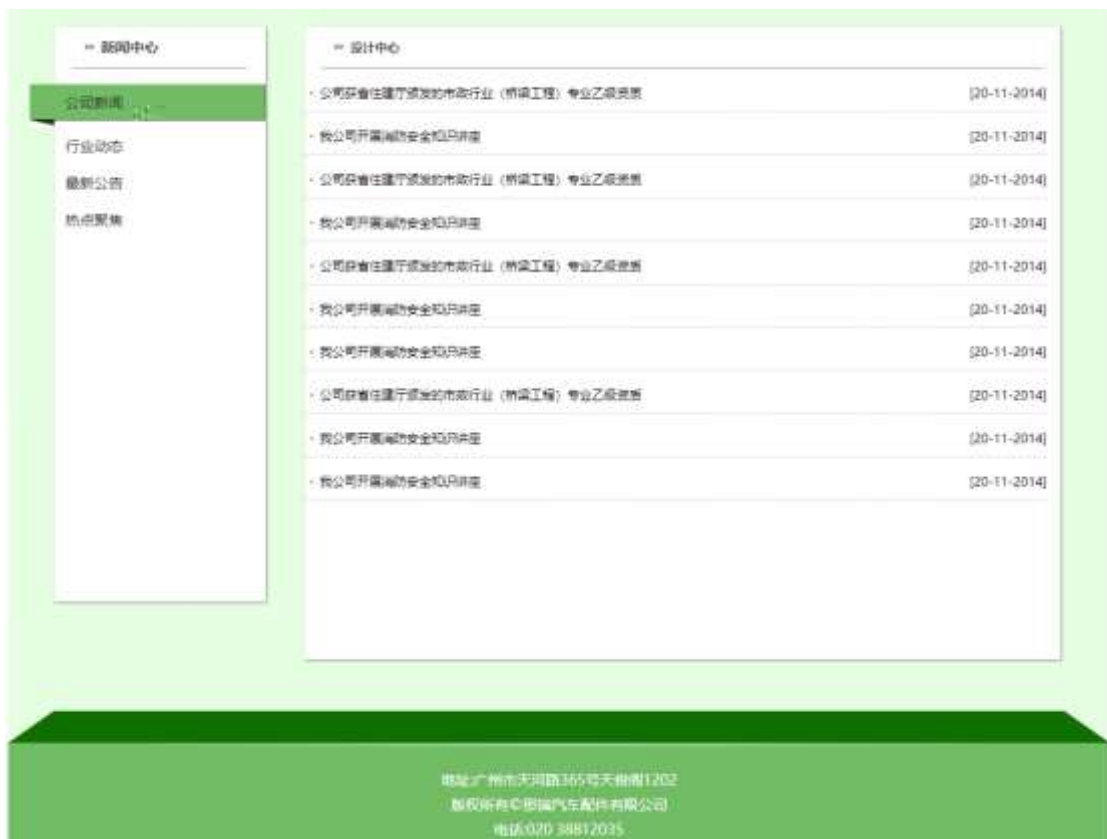 新闻中心
公司新闻
行业动态
最新公告
热点聚焦
设计中心
· 公司获省住建厅颁发的市政行业（桥梁工程）专业乙级资质 [20-11-2014]
· 我公司开展消防安全知识讲座 [20-11-2014]
· 公司获省住建厅颁发的市政行业（桥梁工程）专业乙级资质 [20-11-2014]
· 我公司开展消防安全知识讲座 [20-11-2014]
· 公司获省住建厅颁发的市政行业（桥梁工程）专业乙级资质 [20-11-2014]
· 我公司开展消防安全知识讲座 [20-11-2014]
· 我公司开展消防安全知识讲座 [20-11-2014]
· 公司获省住建厅颁发的市政行业（桥梁工程）专业乙级资质 [20-11-2014]
· 我公司开展消防安全知识讲座 [20-11-2014]
· 我公司开展消防安全知识讲座 [20-11-2014]
地址:广州市天河路365号天俊阁1202
版权所有©汽车配件有限公司
电话:020 38812035